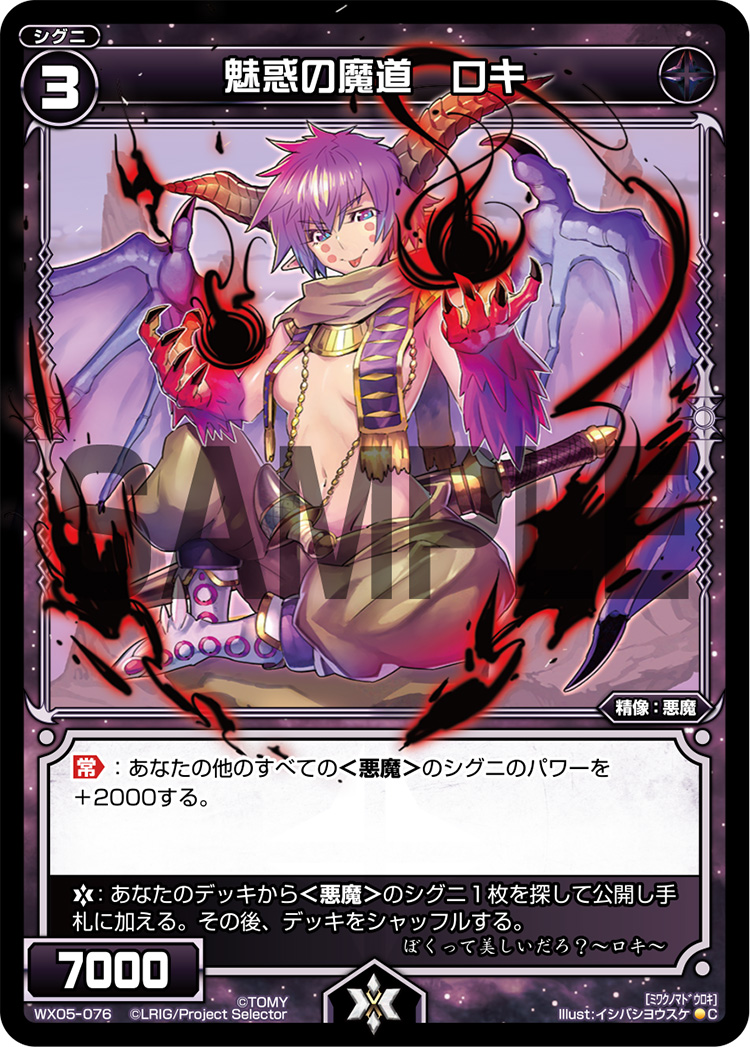 シグニ
3
魅惑の魔道　ロキ
SAMPLE
精像：悪魔
常：あなたの他のすべての＜悪魔＞のシグニのパワーを
＋2000する。
：あなたのデッキから＜悪魔＞のシグニ１枚を探して公開し手
札に加える。その後、デッキをシャッフルする。
ぼくって美しいだろ？～ロキ～
7000
WX05-076 ©LRIG/Project Selector
©TOMY
[ミワクノマドウロキ]
Illust:イシバシヨウスケ C